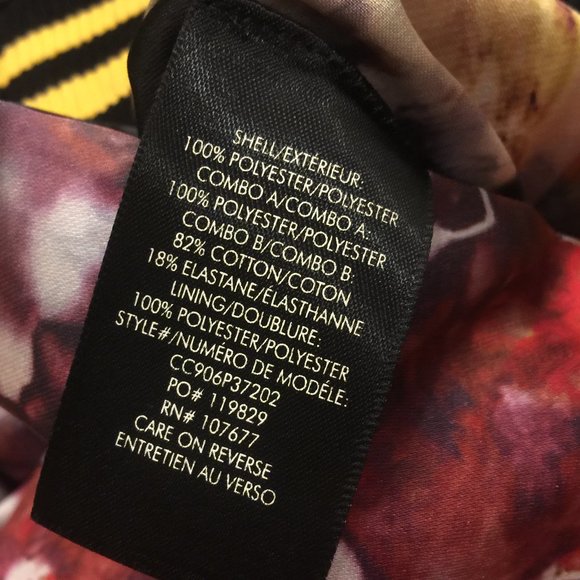 SHELL/EXTÉRIEUR:
100% POLYESTER/POLYESTER
COMBO A/COMBO A:
100% POLYESTER/POLYESTER
COMBO B/COMBO B:
82% COTTON/COTON
18% ELASTANE/ÉLASTHANNE
LINING/DOUBLURE:
100% POLYESTER/POLYESTER
STYLE#/NUMÉRO DE MODÉLE:
CC906P37202
PO# 119829
RN# 107677
CARE ON REVERSE
ENTRETIEN AU VERSO